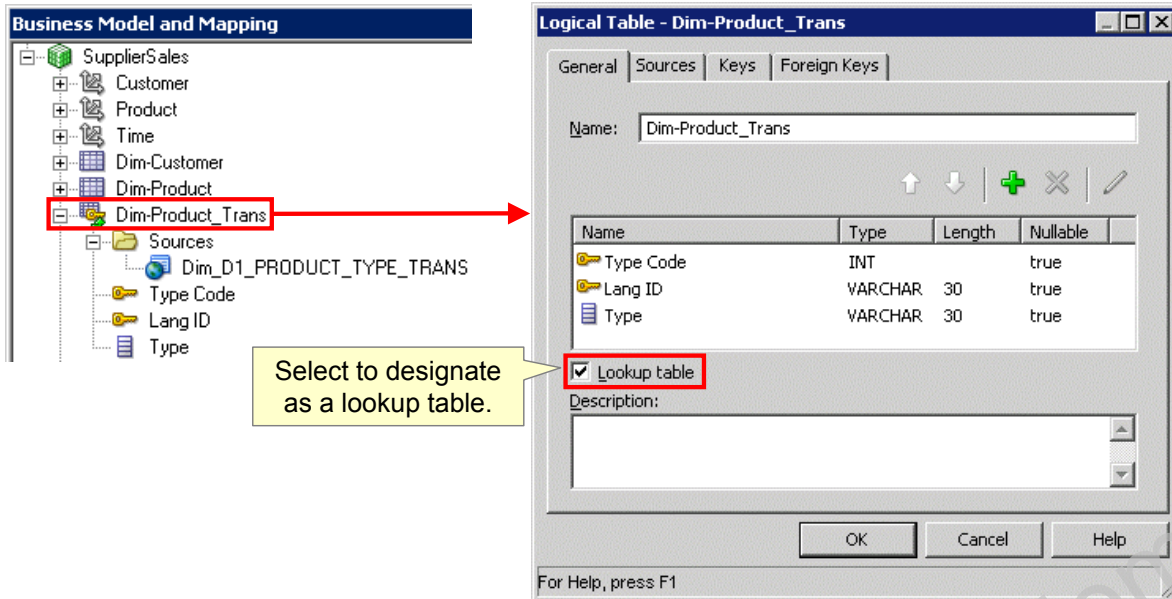 Business Model and Mapping
SupplierSales
Customer
Product
Time
Dim-Customer
Dim-Product
Dim-Product_Trans
Sources
Dim_D1_PRODUCT_TYPE_TRANS
Type Code
Lang ID
Type
Select to designate
as a lookup table.
Logical Table - Dim-Product_Trans
General Sources Keys Foreign Keys
Name: Dim-Product_Trans
Name Type Length Nullable
Type Code INT true
Lang ID VARCHAR 30 true
Type VARCHAR 30 true
Lookup table
Description:
OK Cancel Help
For Help, press F1